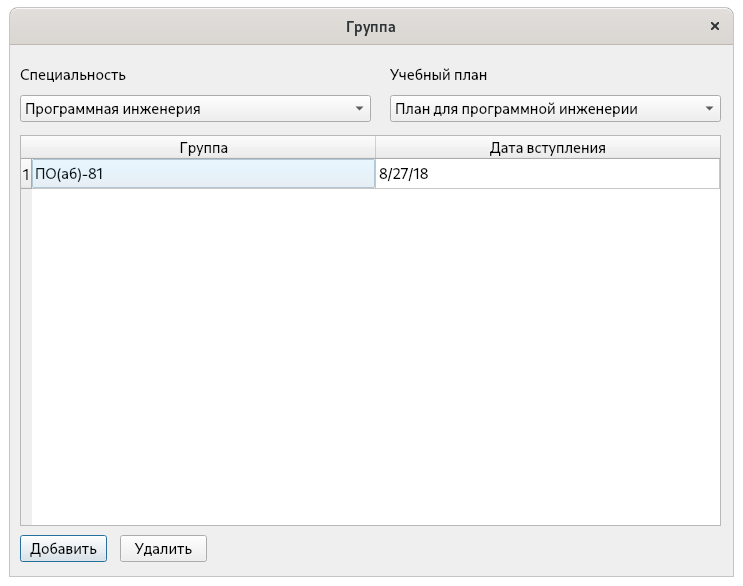 Группа
Специальность Учебный план
Программная инженерия План для программной инженерии
Группа Дата вступления
1 ПО(аб)-81 8/27/18
Добавить Удалить